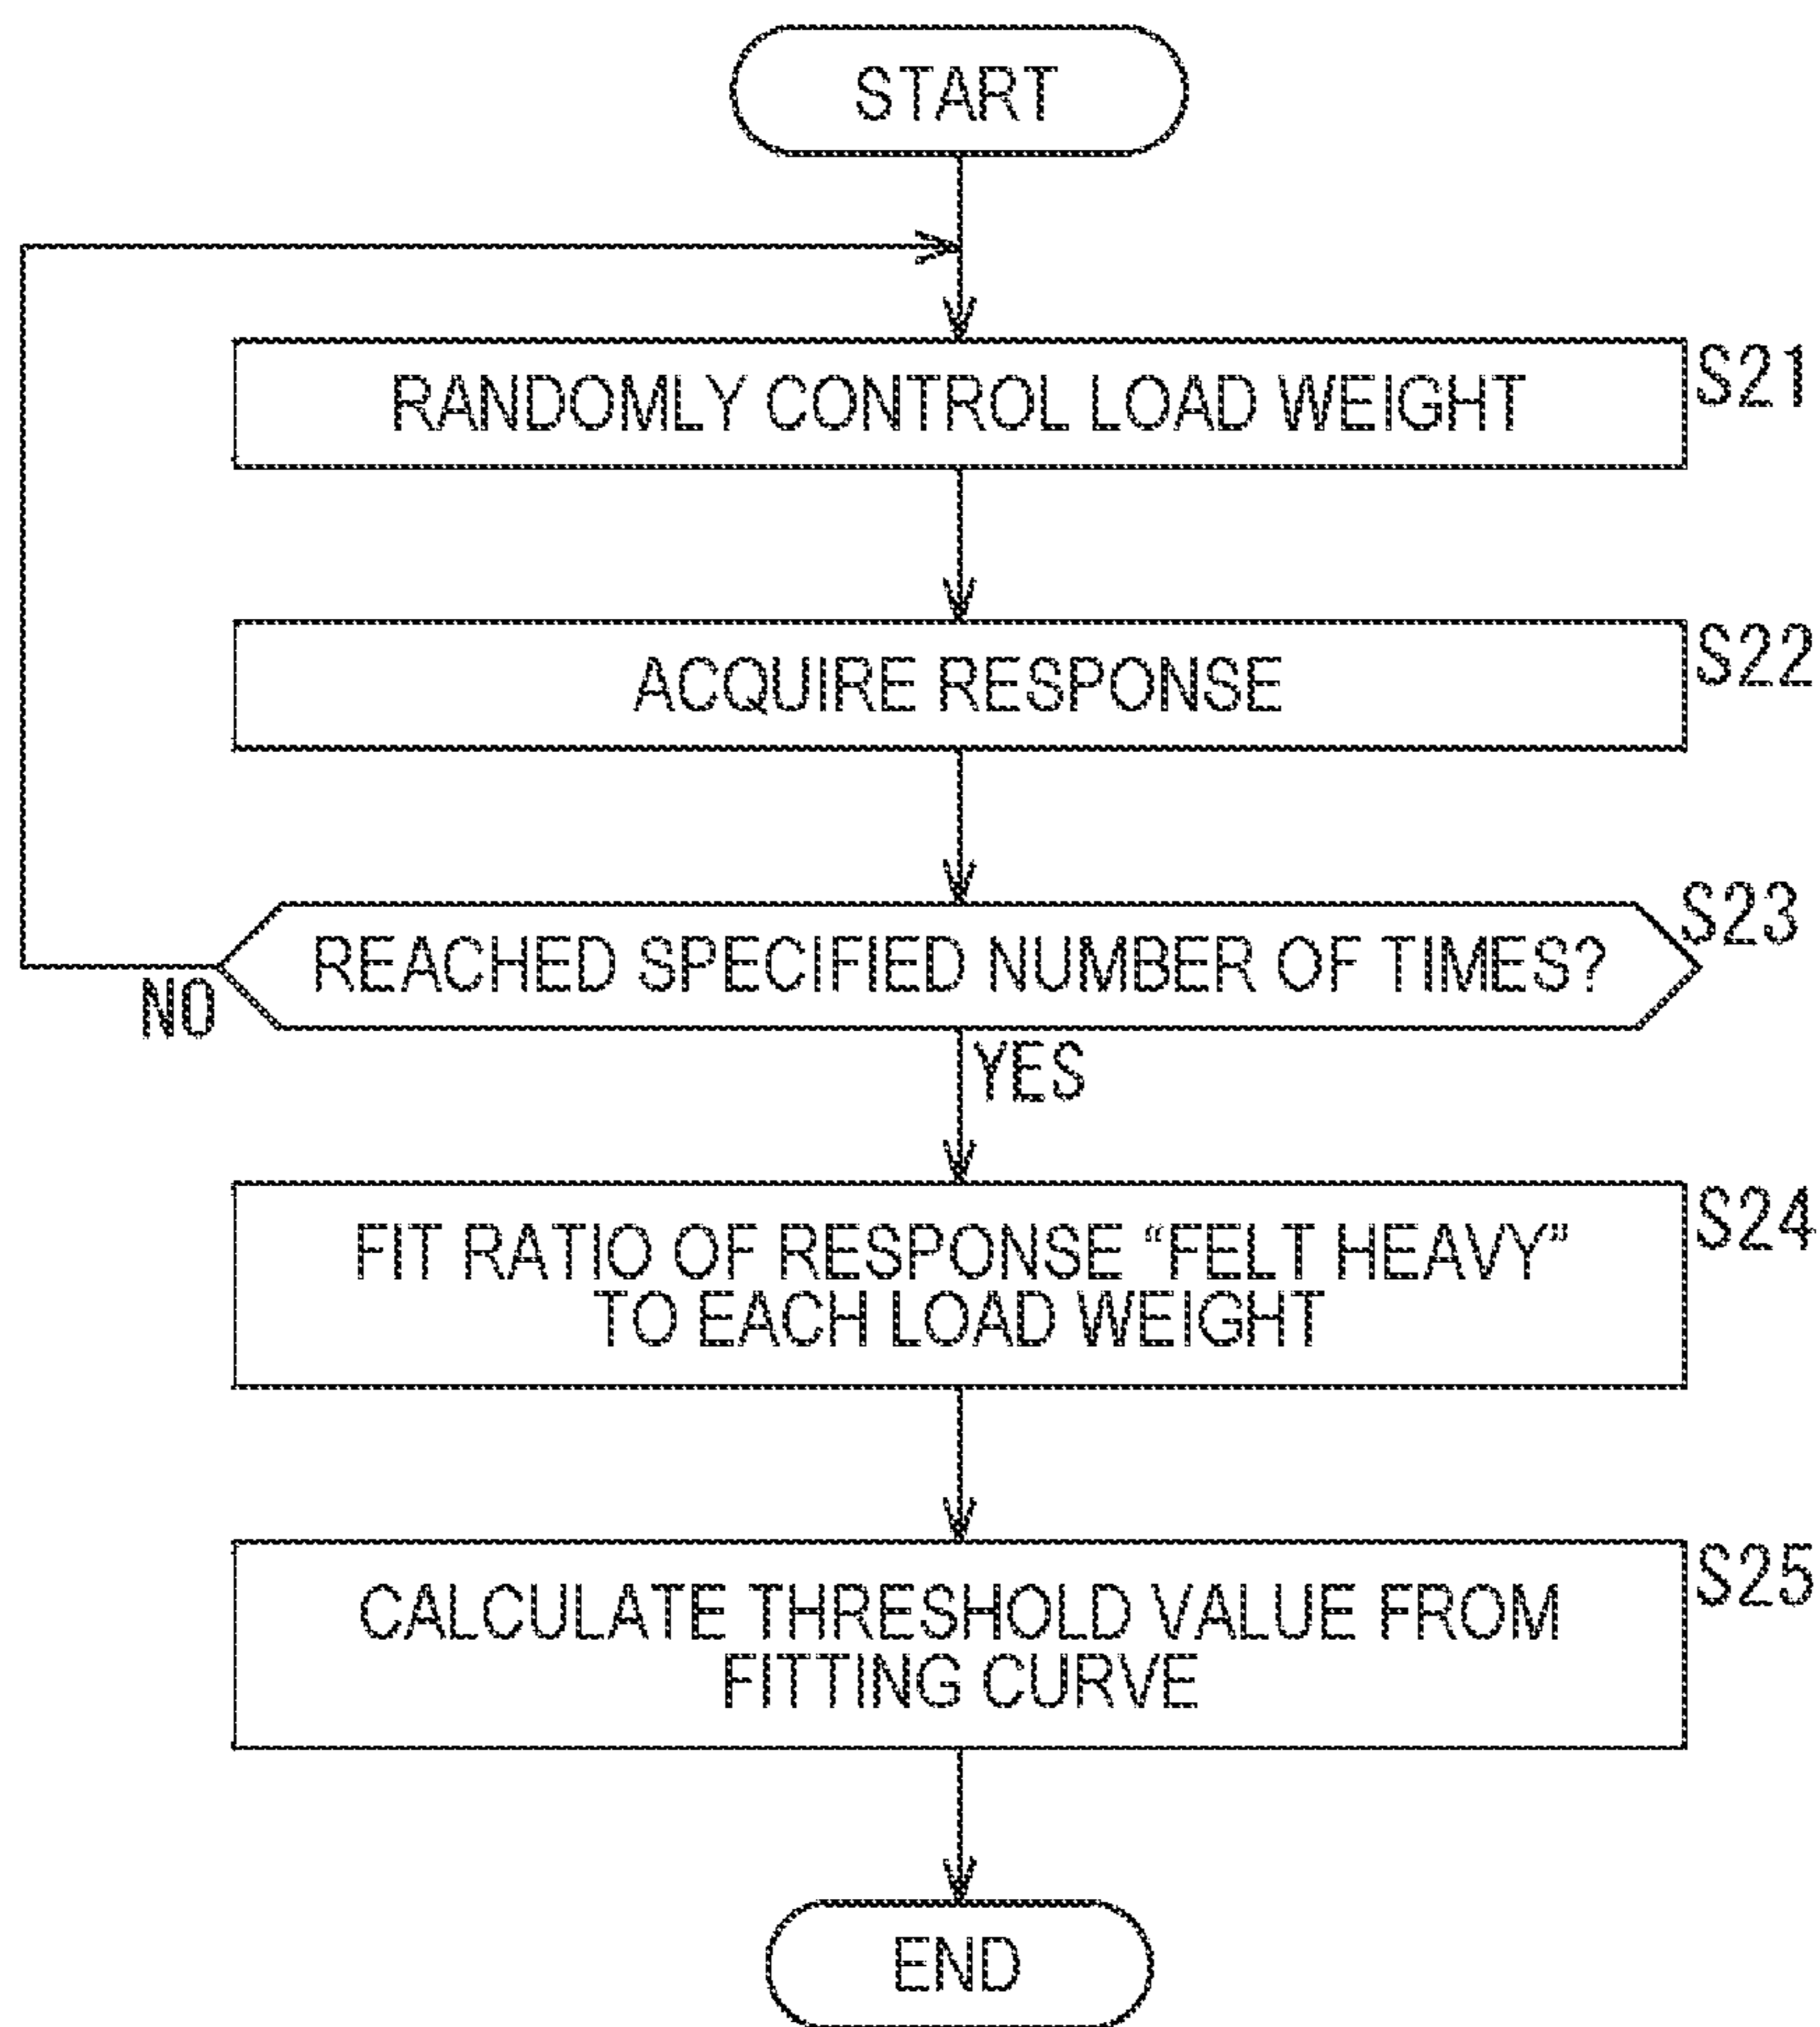 START
RANDOMLY CONTROL LOAD WEIGHT
S21
ACQUIRE RESPONSE
S22
REACHED SPECIFIED NUMBER OF TIMES?
S23
NO
YES
FIT RATIO OF RESPONSE “FELT HEAVY”
TO EACH LOAD WEIGHT
S24
CALCULATE THRESHOLD VALUE FROM
FITTING CURVE
S25
END